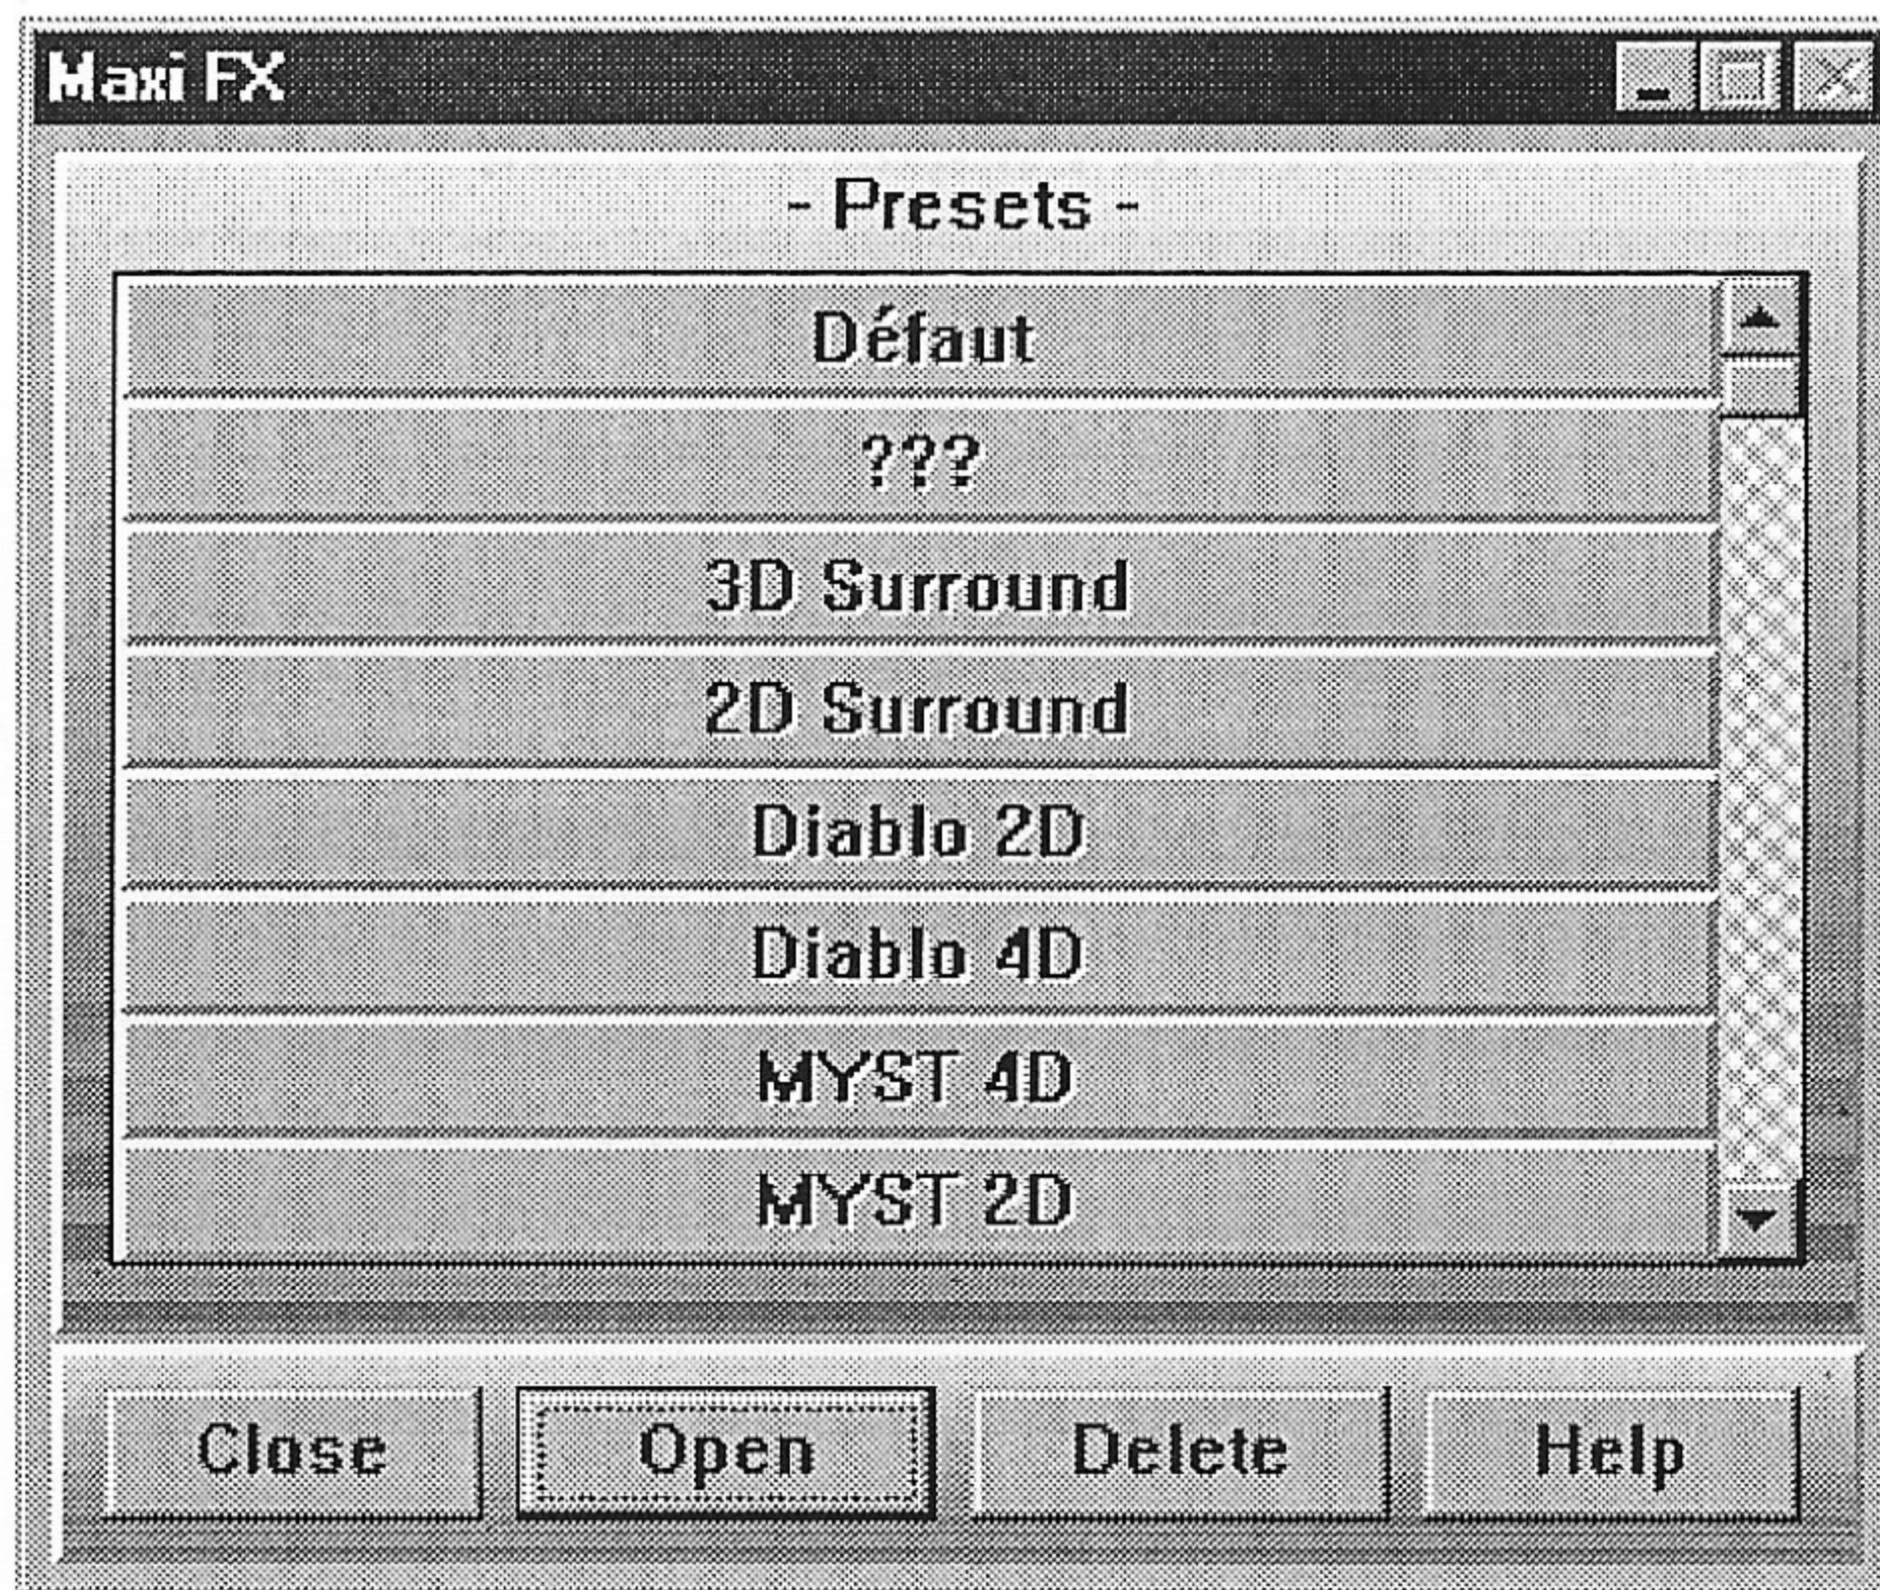 Maxi FX
- Presets -
Défaut
???
3D Surround
2D Surround
Diablo 2D
Diablo 4D
MYST 4D
MYST 2D
Close Open Delete Help